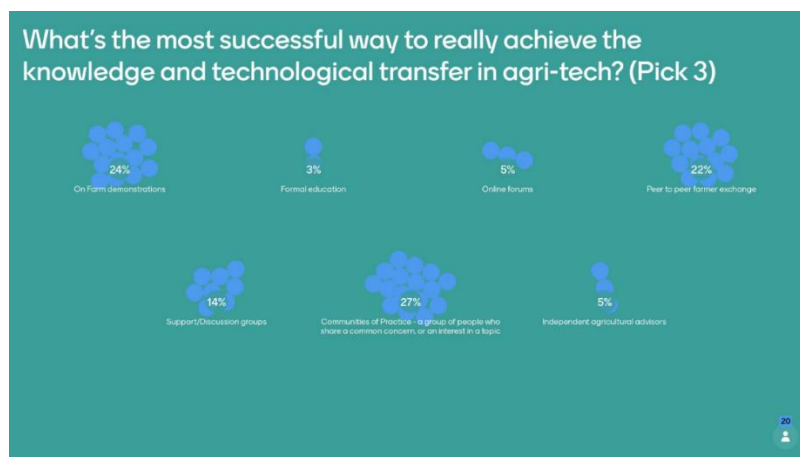 What's the most successful way to really achieve the
knowledge and technological transfer in agri-tech? (Pick 3)
24%
On Farm demonstrations
3%
Formal education
5%
Online forums
22%
Peer to peer farmer exchange
14%
Support/Discussion groups
27%
Communities of Practice - a group of people who
share a common concern, or an interest in a topic
5%
Independent agricultural advisors
20